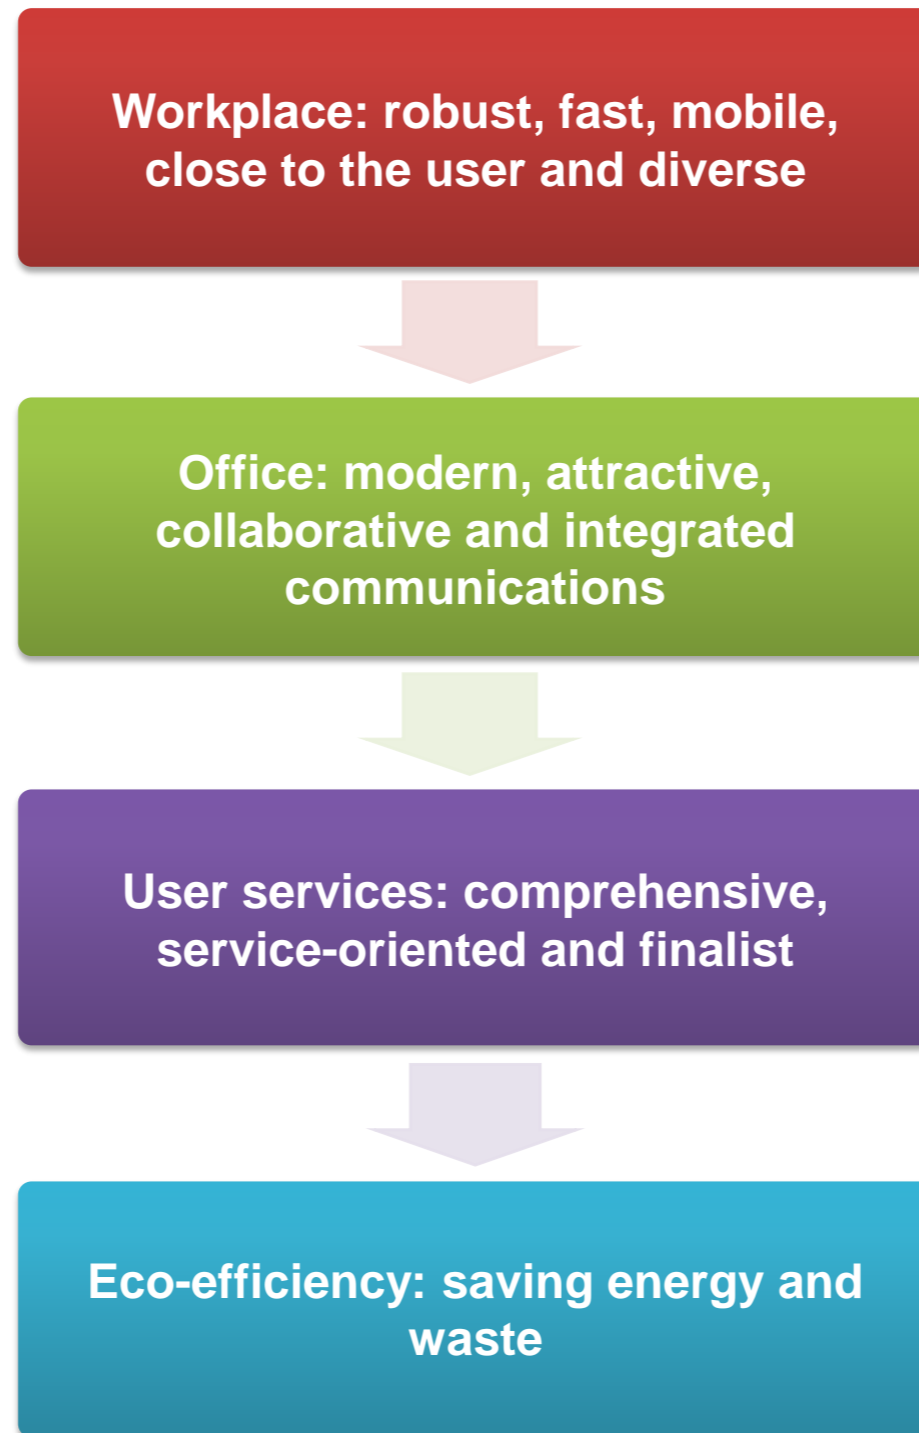 Workplace: robust, fast, mobile,
close to the user and diverse
Office: modern, attractive,
collaborative and integrated
communications
User services: comprehensive,
service-oriented and finalist
Eco-efficiency: saving energy and
waste